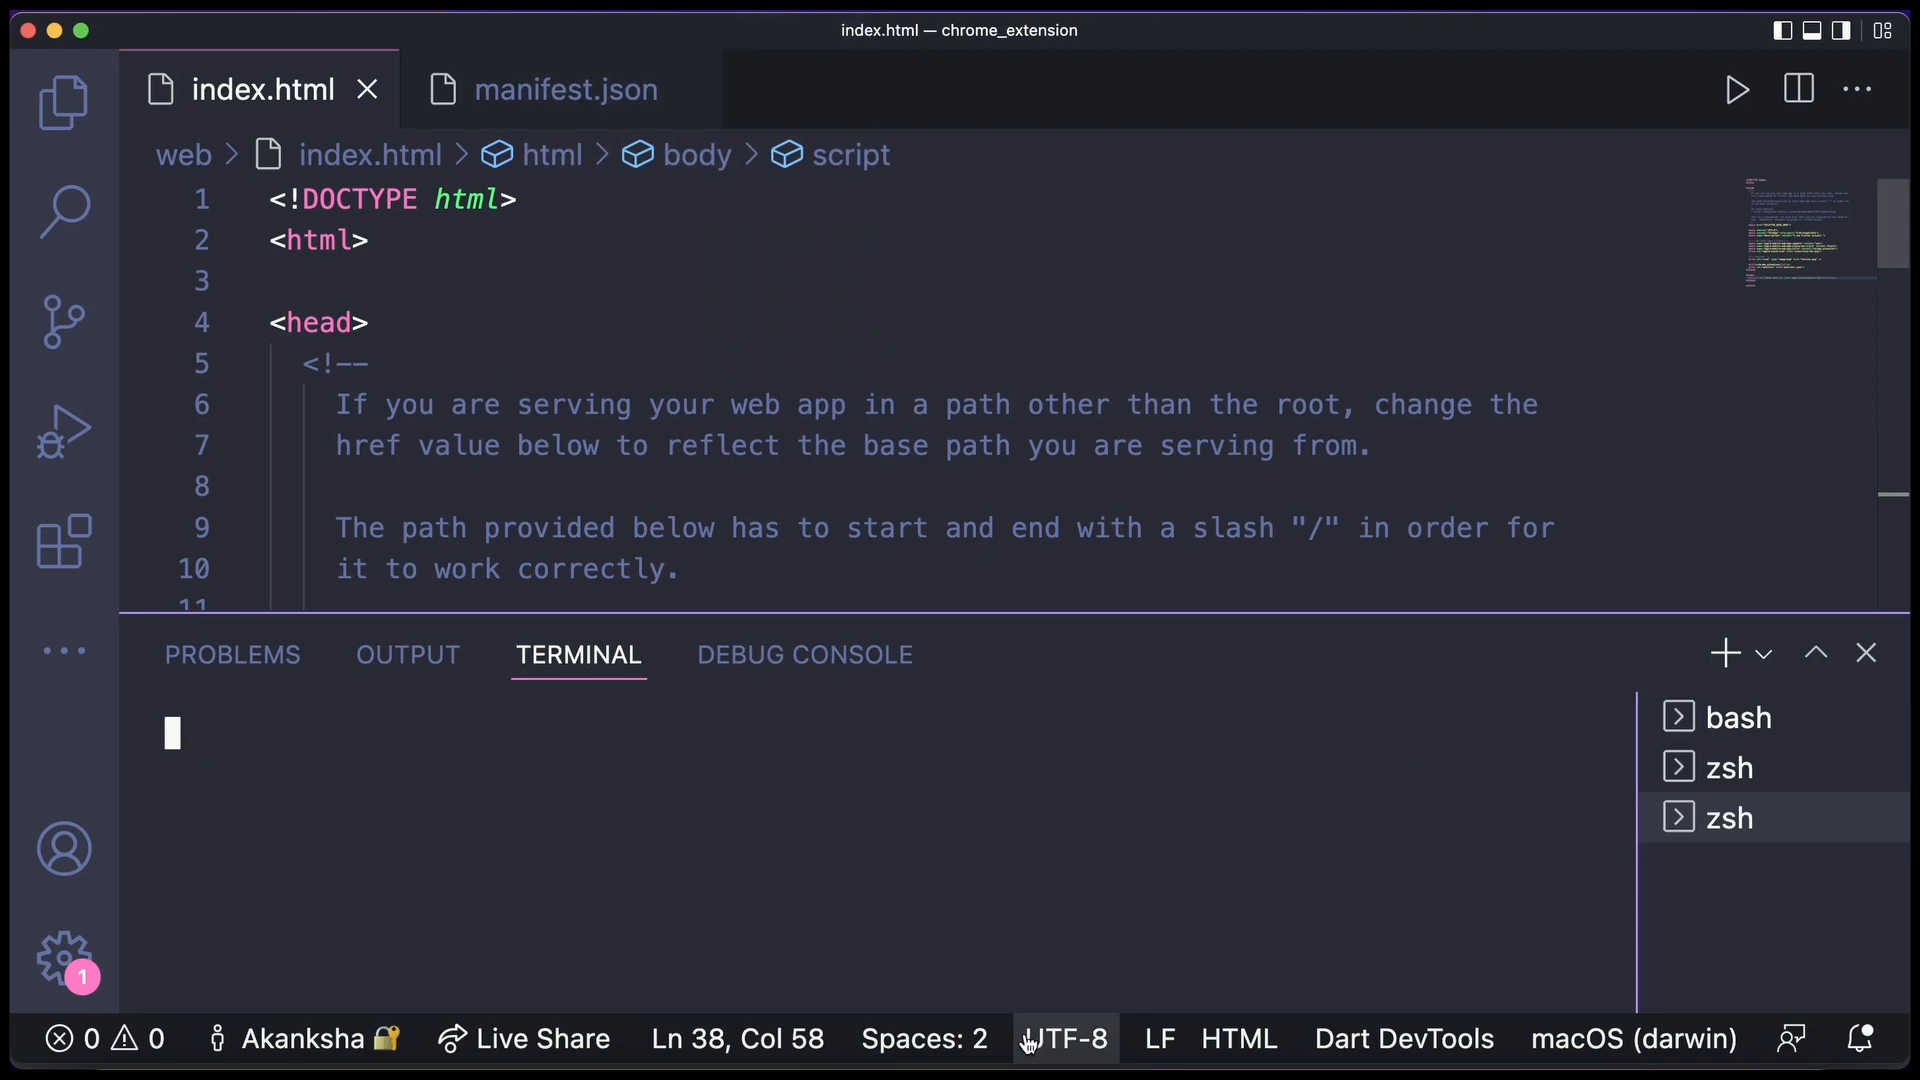 index.html — chrome_extension
index.html
manifest.json
web > index.html > html > body > script
1 <!DOCTYPE html>
2 <html>
3
4 <head>
5 <!--
6 If you are serving your web app in a path other than the root, change the
7 href value below to reflect the base path you are serving from.
8
9 The path provided below has to start and end with a slash "/" in order for
10 it to work correctly.
11
PROBLEMS OUTPUT TERMINAL DEBUG CONSOLE
bash
zsh
zsh
1
0 0 Akanksha Live Share Ln 38, Col 58 Spaces: 2 UTF-8 LF HTML Dart DevTools macOS (darwin)